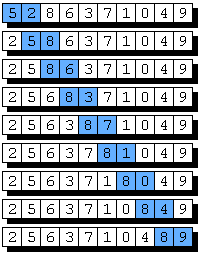 5 2 8 6 3 7 1 0 4 9
2 5 8 6 3 7 1 0 4 9
2 5 8 6 3 7 1 0 4 9
2 5 6 8 3 7 1 0 4 9
2 5 6 3 8 7 1 0 4 9
2 5 6 3 7 8 1 0 4 9
2 5 6 3 7 1 8 0 4 9
2 5 6 3 7 1 0 8 4 9
2 5 6 3 7 1 0 4 8 9